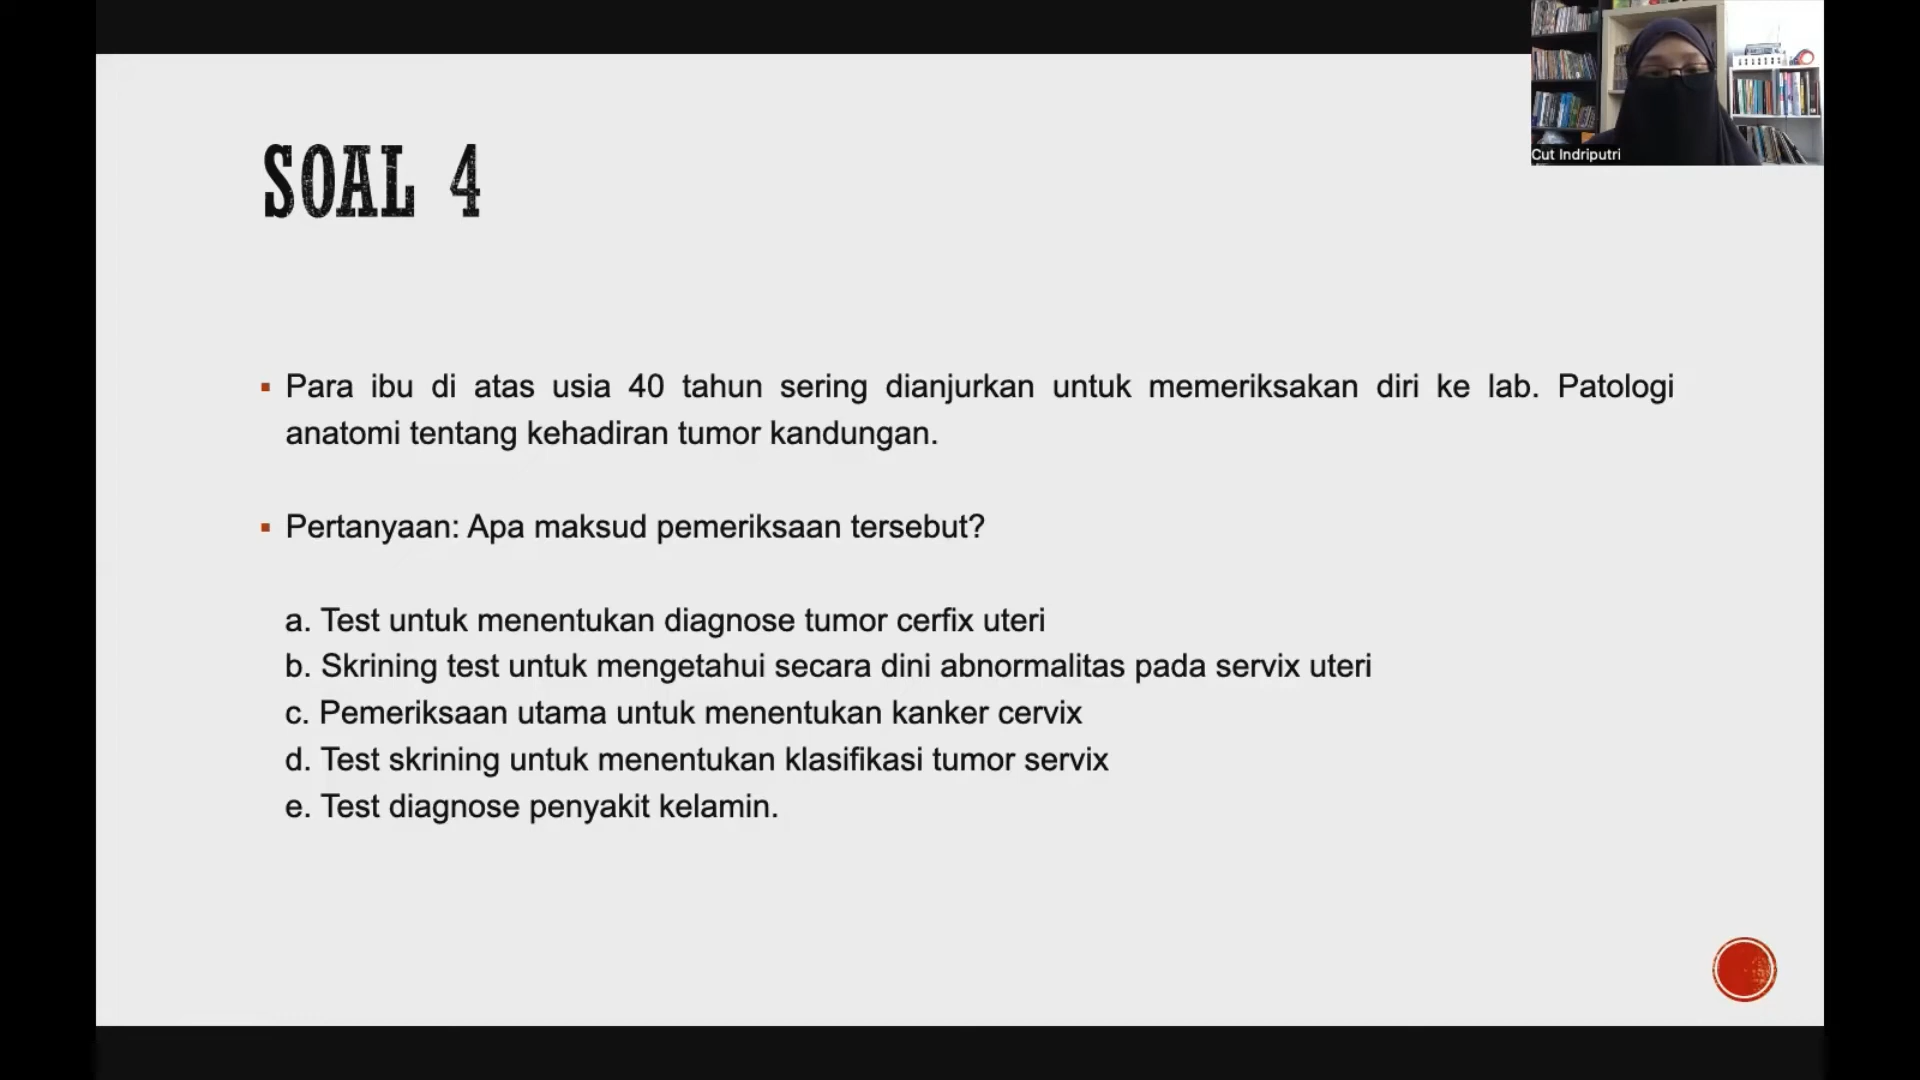 Cut Indriputri
SOAL 4
Para ibu di atas usia 40 tahun sering dianjurkan untuk memeriksakan diri ke lab. Patologi
anatomi tentang kehadiran tumor kandungan.
Pertanyaan: Apa maksud pemeriksaan tersebut?
a. Test untuk menentukan diagnose tumor cerfix uteri
b. Skrining test untuk mengetahui secara dini abnormalitas pada servix uteri
c. Pemeriksaan utama untuk menentukan kanker cervix
d. Test skrining untuk menentukan klasifikasi tumor servix
e. Test diagnose penyakit kelamin.